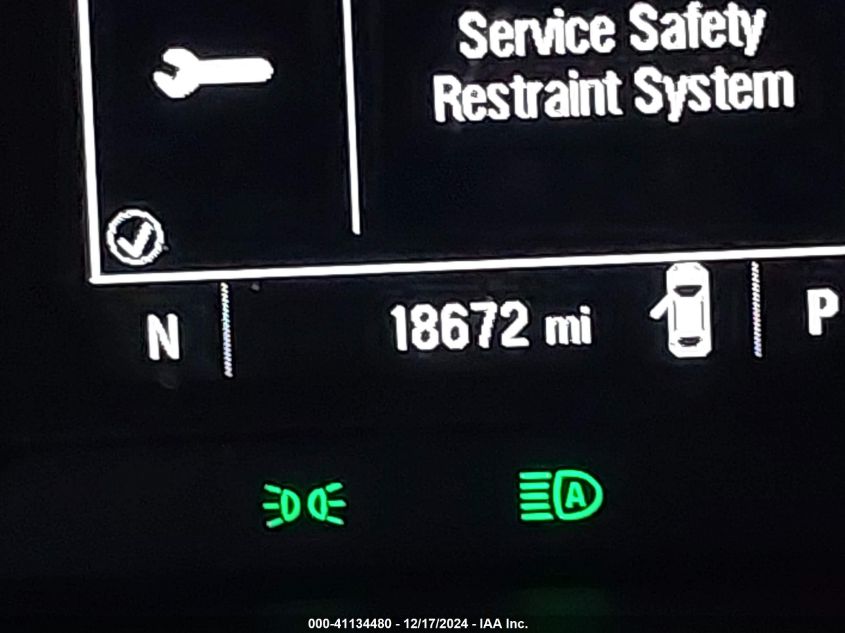 Service Safety
Restraint System
N 18672 mi P
A
000-41134480 - 12/17/2024 - IAA Inc.